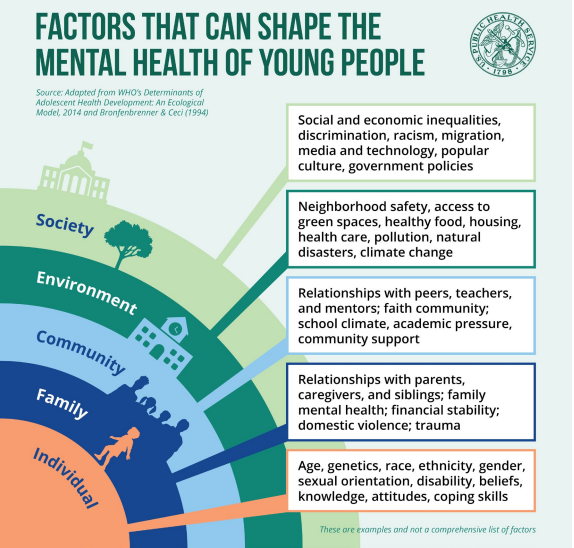 FACTORS THAT CAN SHAPE THE
MENTAL HEALTH OF YOUNG PEOPLE
U.S. PUBLIC HEALTH SERVICE
1798
Source: Adapted from WHO's Determinants of
Adolescent Health Development: An Ecological
Model, 2014 and Bronfenbrenner & Ceci (1994)
Society
Social and economic inequalities,
discrimination, racism, migration,
media and technology, popular
culture, government policies
Environment
Neighborhood safety, access to
green spaces, healthy food, housing,
health care, pollution, natural
disasters, climate change
Community
Relationships with peers, teachers,
and mentors; faith community;
school climate, academic pressure,
community support
Family
Relationships with parents,
caregivers, and siblings; family
mental health; financial stability;
domestic violence; trauma
Individual
Age, genetics, race, ethnicity, gender,
sexual orientation, disability, beliefs,
knowledge, attitudes, coping skills
These are examples and not a comprehensive list of factors